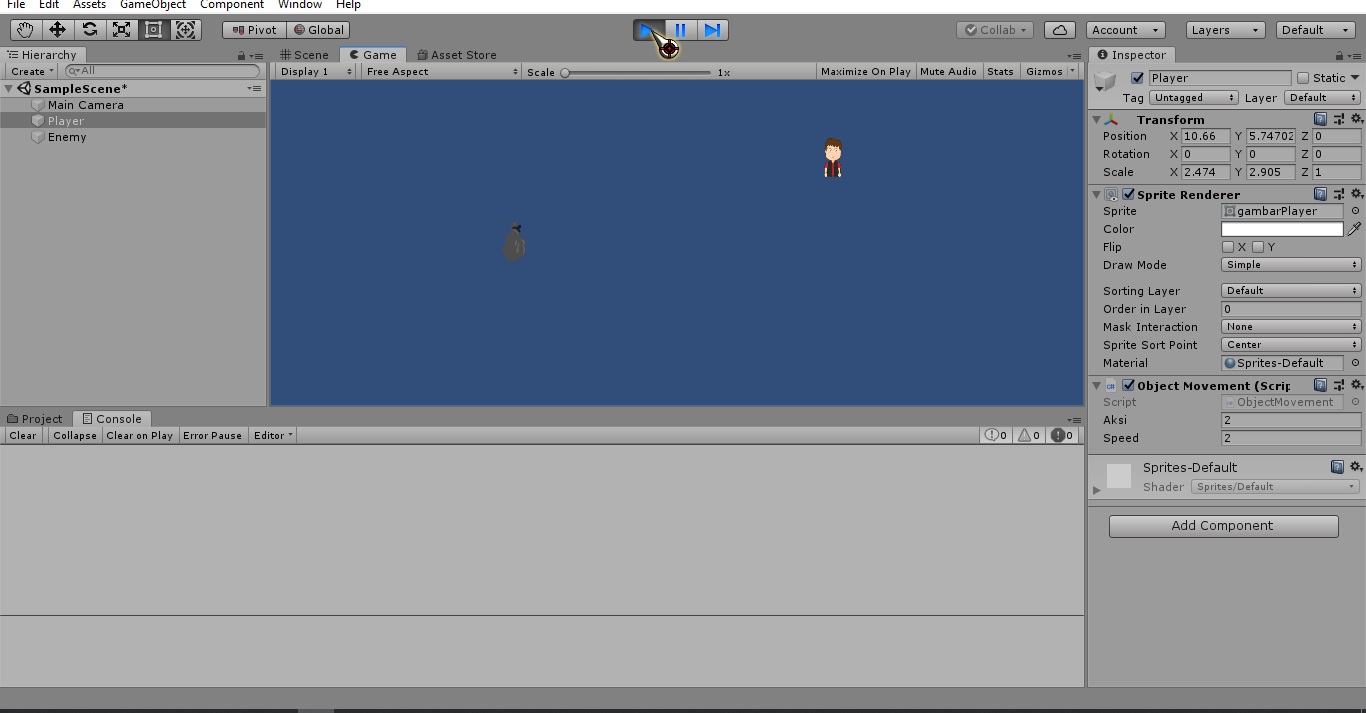 File Edit Assets GameObject Component Window Help
Pivot Global Collab Account Layers Default
Hierarchy
Create All
SampleScene*
Main Camera
Player
Enemy
Scene Game Asset Store
Display 1 Free Aspect Scale 1x Maximize On Play Mute Audio Stats Gizmos
Project Console
Clear Collapse Clear on Play Error Pause Editor 0 0 0
Inspector
Player Static
Tag Untagged Layer Default
Transform
Position X 10.66 Y 5.74702 Z 0
Rotation X 0 Y 0 Z 0
Scale X 2.474 Y 2.905 Z 1
Sprite Renderer
Sprite gambarPlayer
Color
Flip X Y
Draw Mode Simple
Sorting Layer Default
Order in Layer 0
Mask Interaction None
Sprite Sort Point Center
Material Sprites-Default
Object Movement (Scrip
Script ObjectMovement
Aksi 2
Speed 2
Sprites-Default
Shader Sprites/Default
Add Component